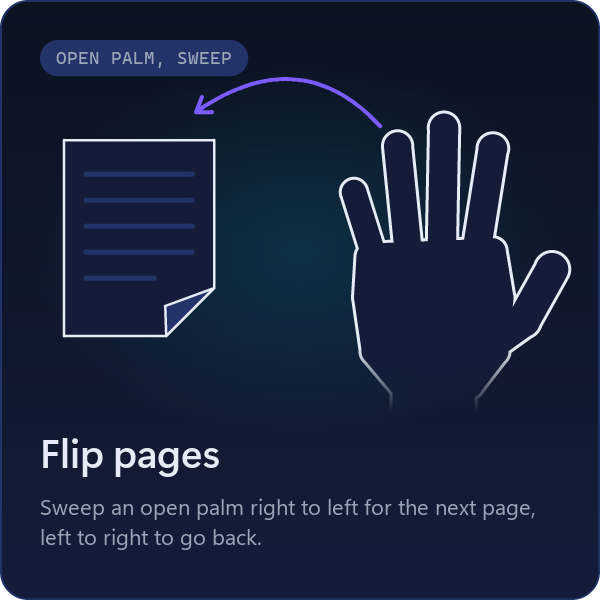 OPEN PALM, SWEEP
Flip pages
Sweep an open palm right to left for the next page,
left to right to go back.